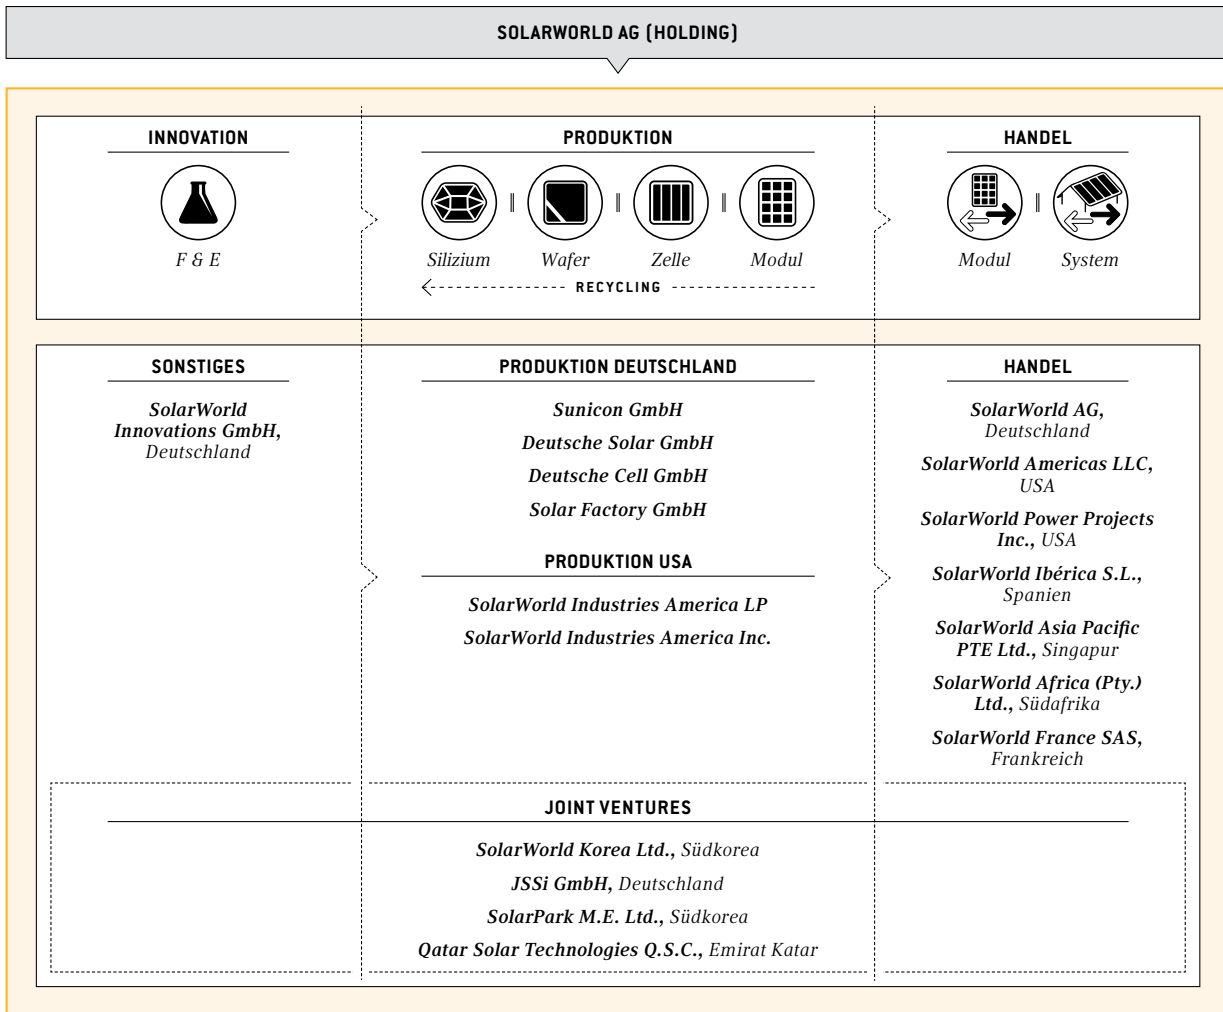 SOLARWORLD AG (HOLDING)
INNOVATION
F & E
PRODUKTION
Silizium
Wafer
Zelle
Modul
RECYCLING
HANDEL
Modul
System
SONSTIGES
SolarWorld
Innovations GmbH,
Deutschland
PRODUKTION DEUTSCHLAND
Sunicon GmbH
Deutsche Solar GmbH
Deutsche Cell GmbH
Solar Factory GmbH
PRODUKTION USA
SolarWorld Industries America LP
SolarWorld Industries America Inc.
HANDEL
SolarWorld AG,
Deutschland
SolarWorld Americas LLC,
USA
SolarWorld Power Projects
Inc., USA
SolarWorld Ibérica S.L.,
Spanien
SolarWorld Asia Pacific
PTE Ltd., Singapur
SolarWorld Africa (Pty.)
Ltd., Südafrika
SolarWorld France SAS,
Frankreich
JOINT VENTURES
SolarWorld Korea Ltd., Südkorea
JSSi GmbH, Deutschland
SolarPark M.E. Ltd., Südkorea
Qatar Solar Technologies Q.S.C., Emirat Katar